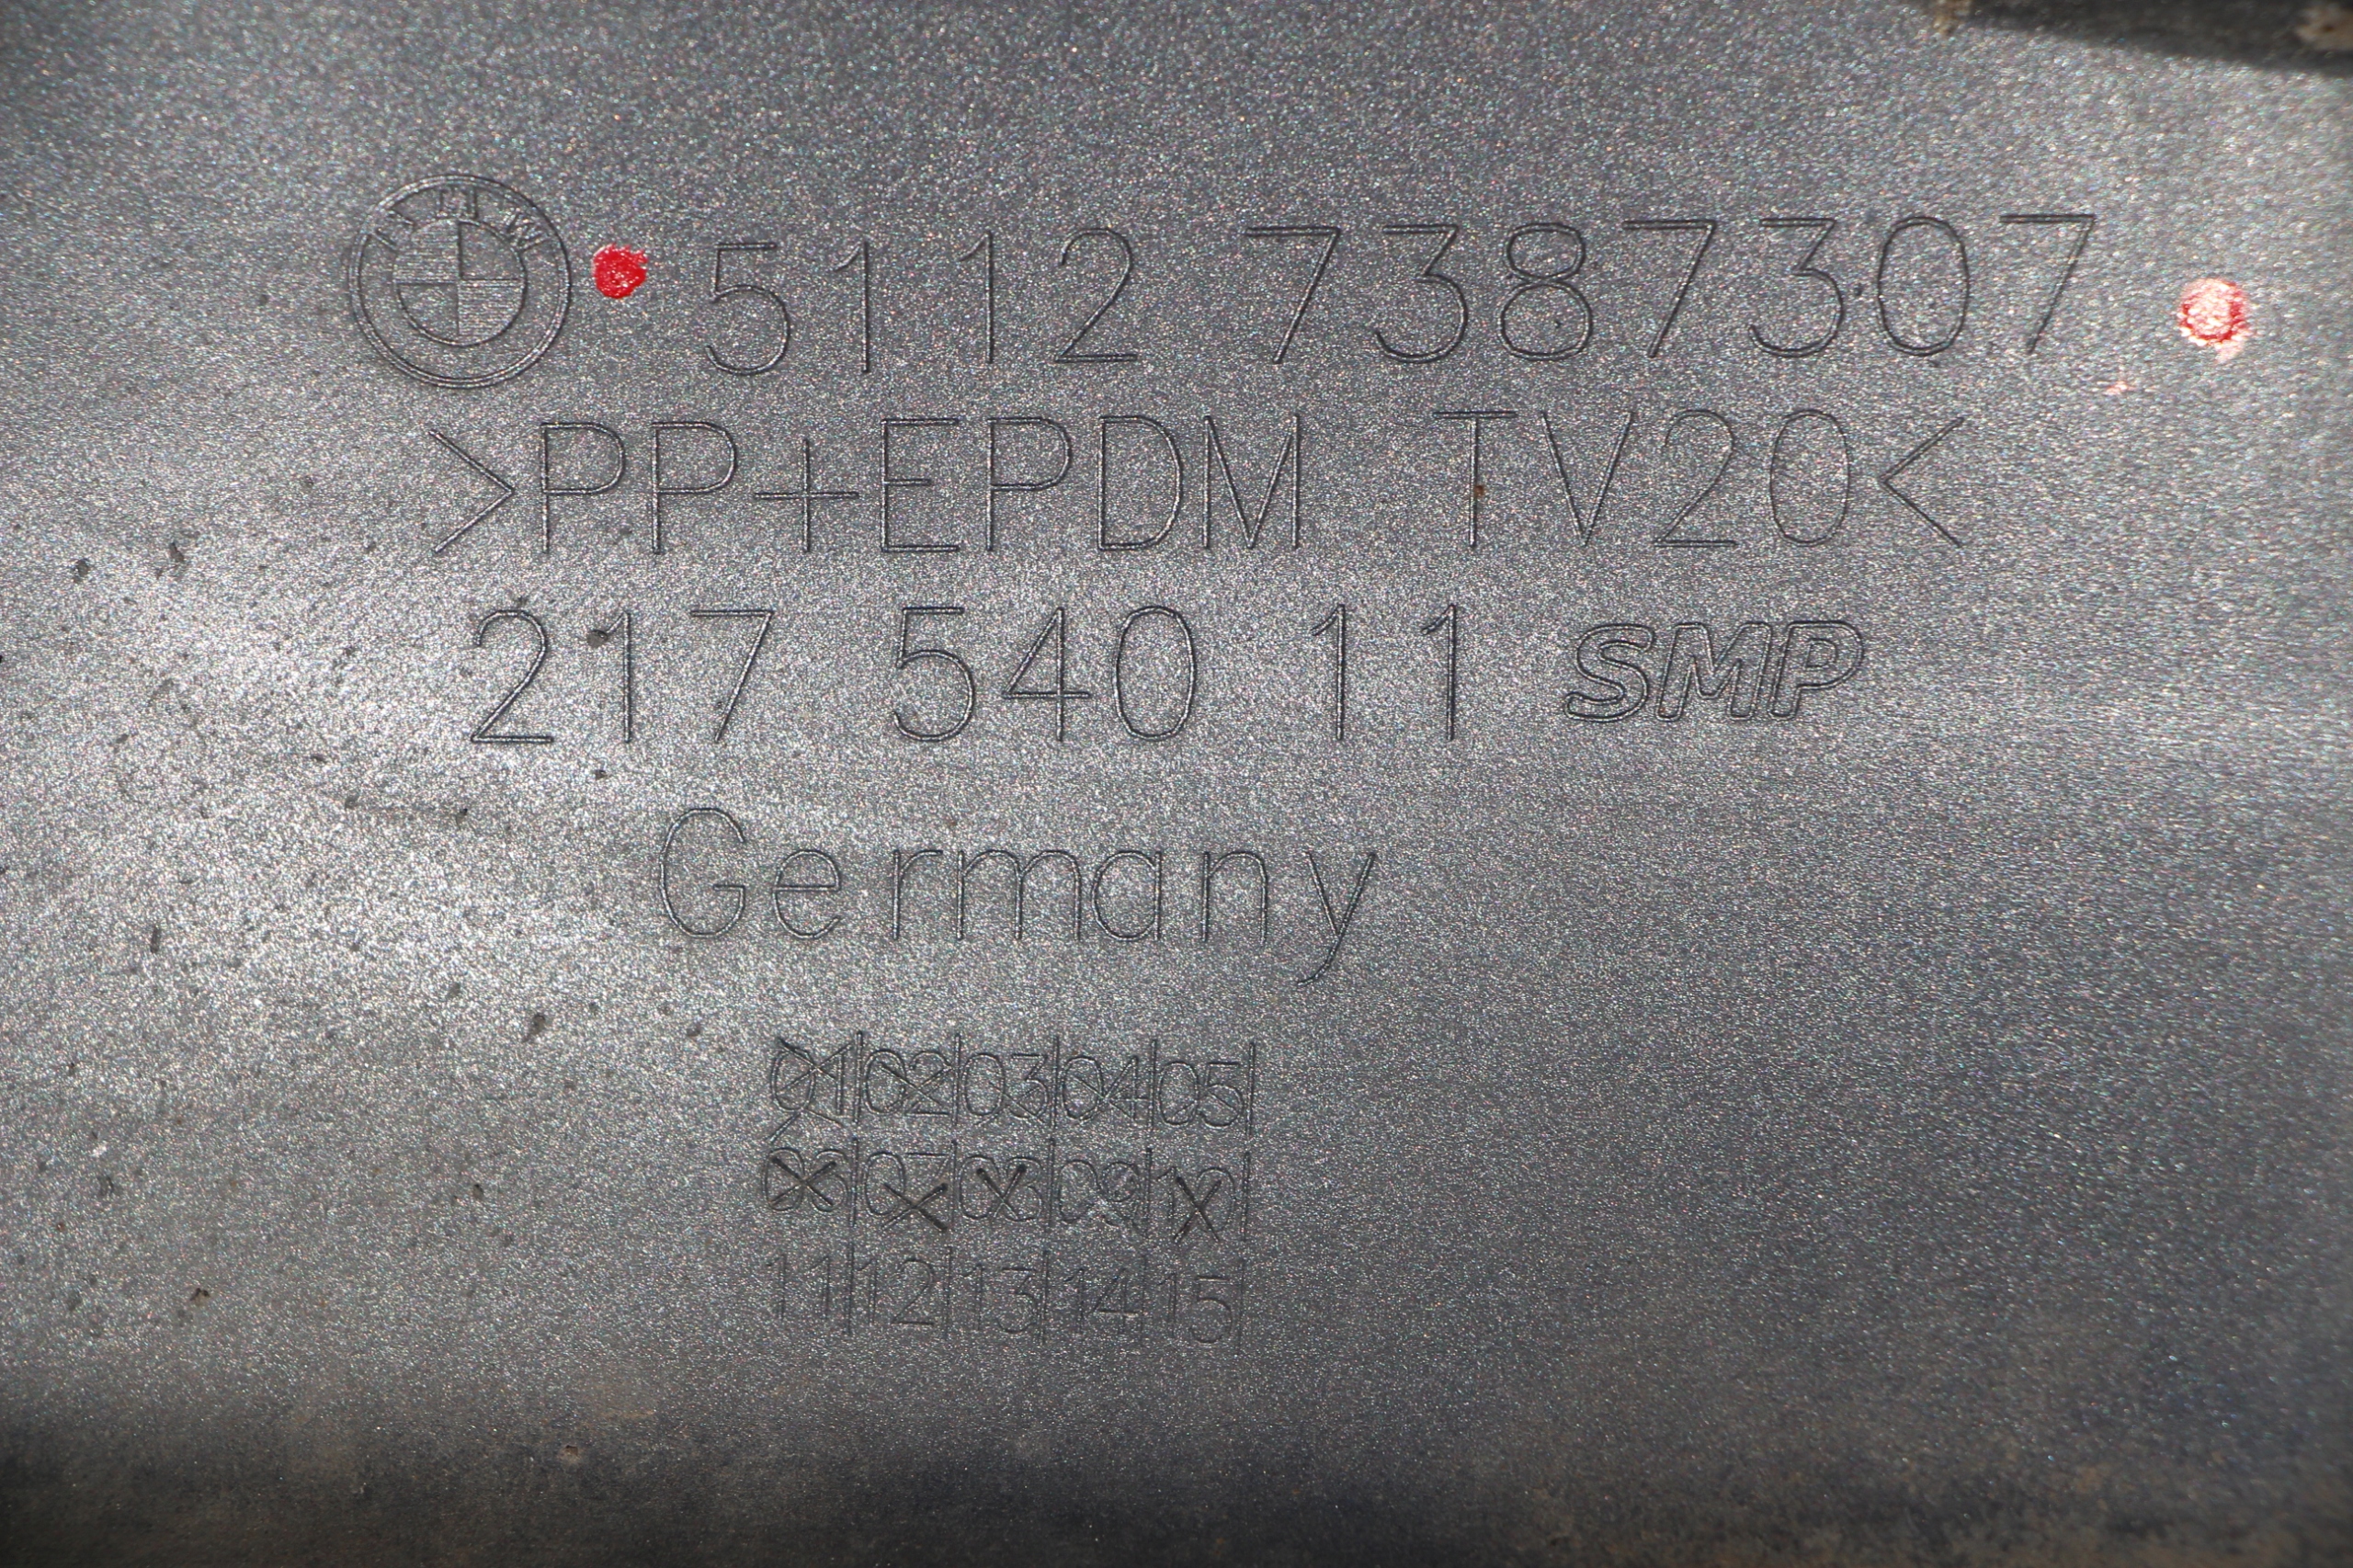 BMW 5112 7387307
>PP+EPDM TV20<
217 540 11 SMP
Germany
01|02|03|04|05|
06|07|08|09|10|
11|12|13|14|15|